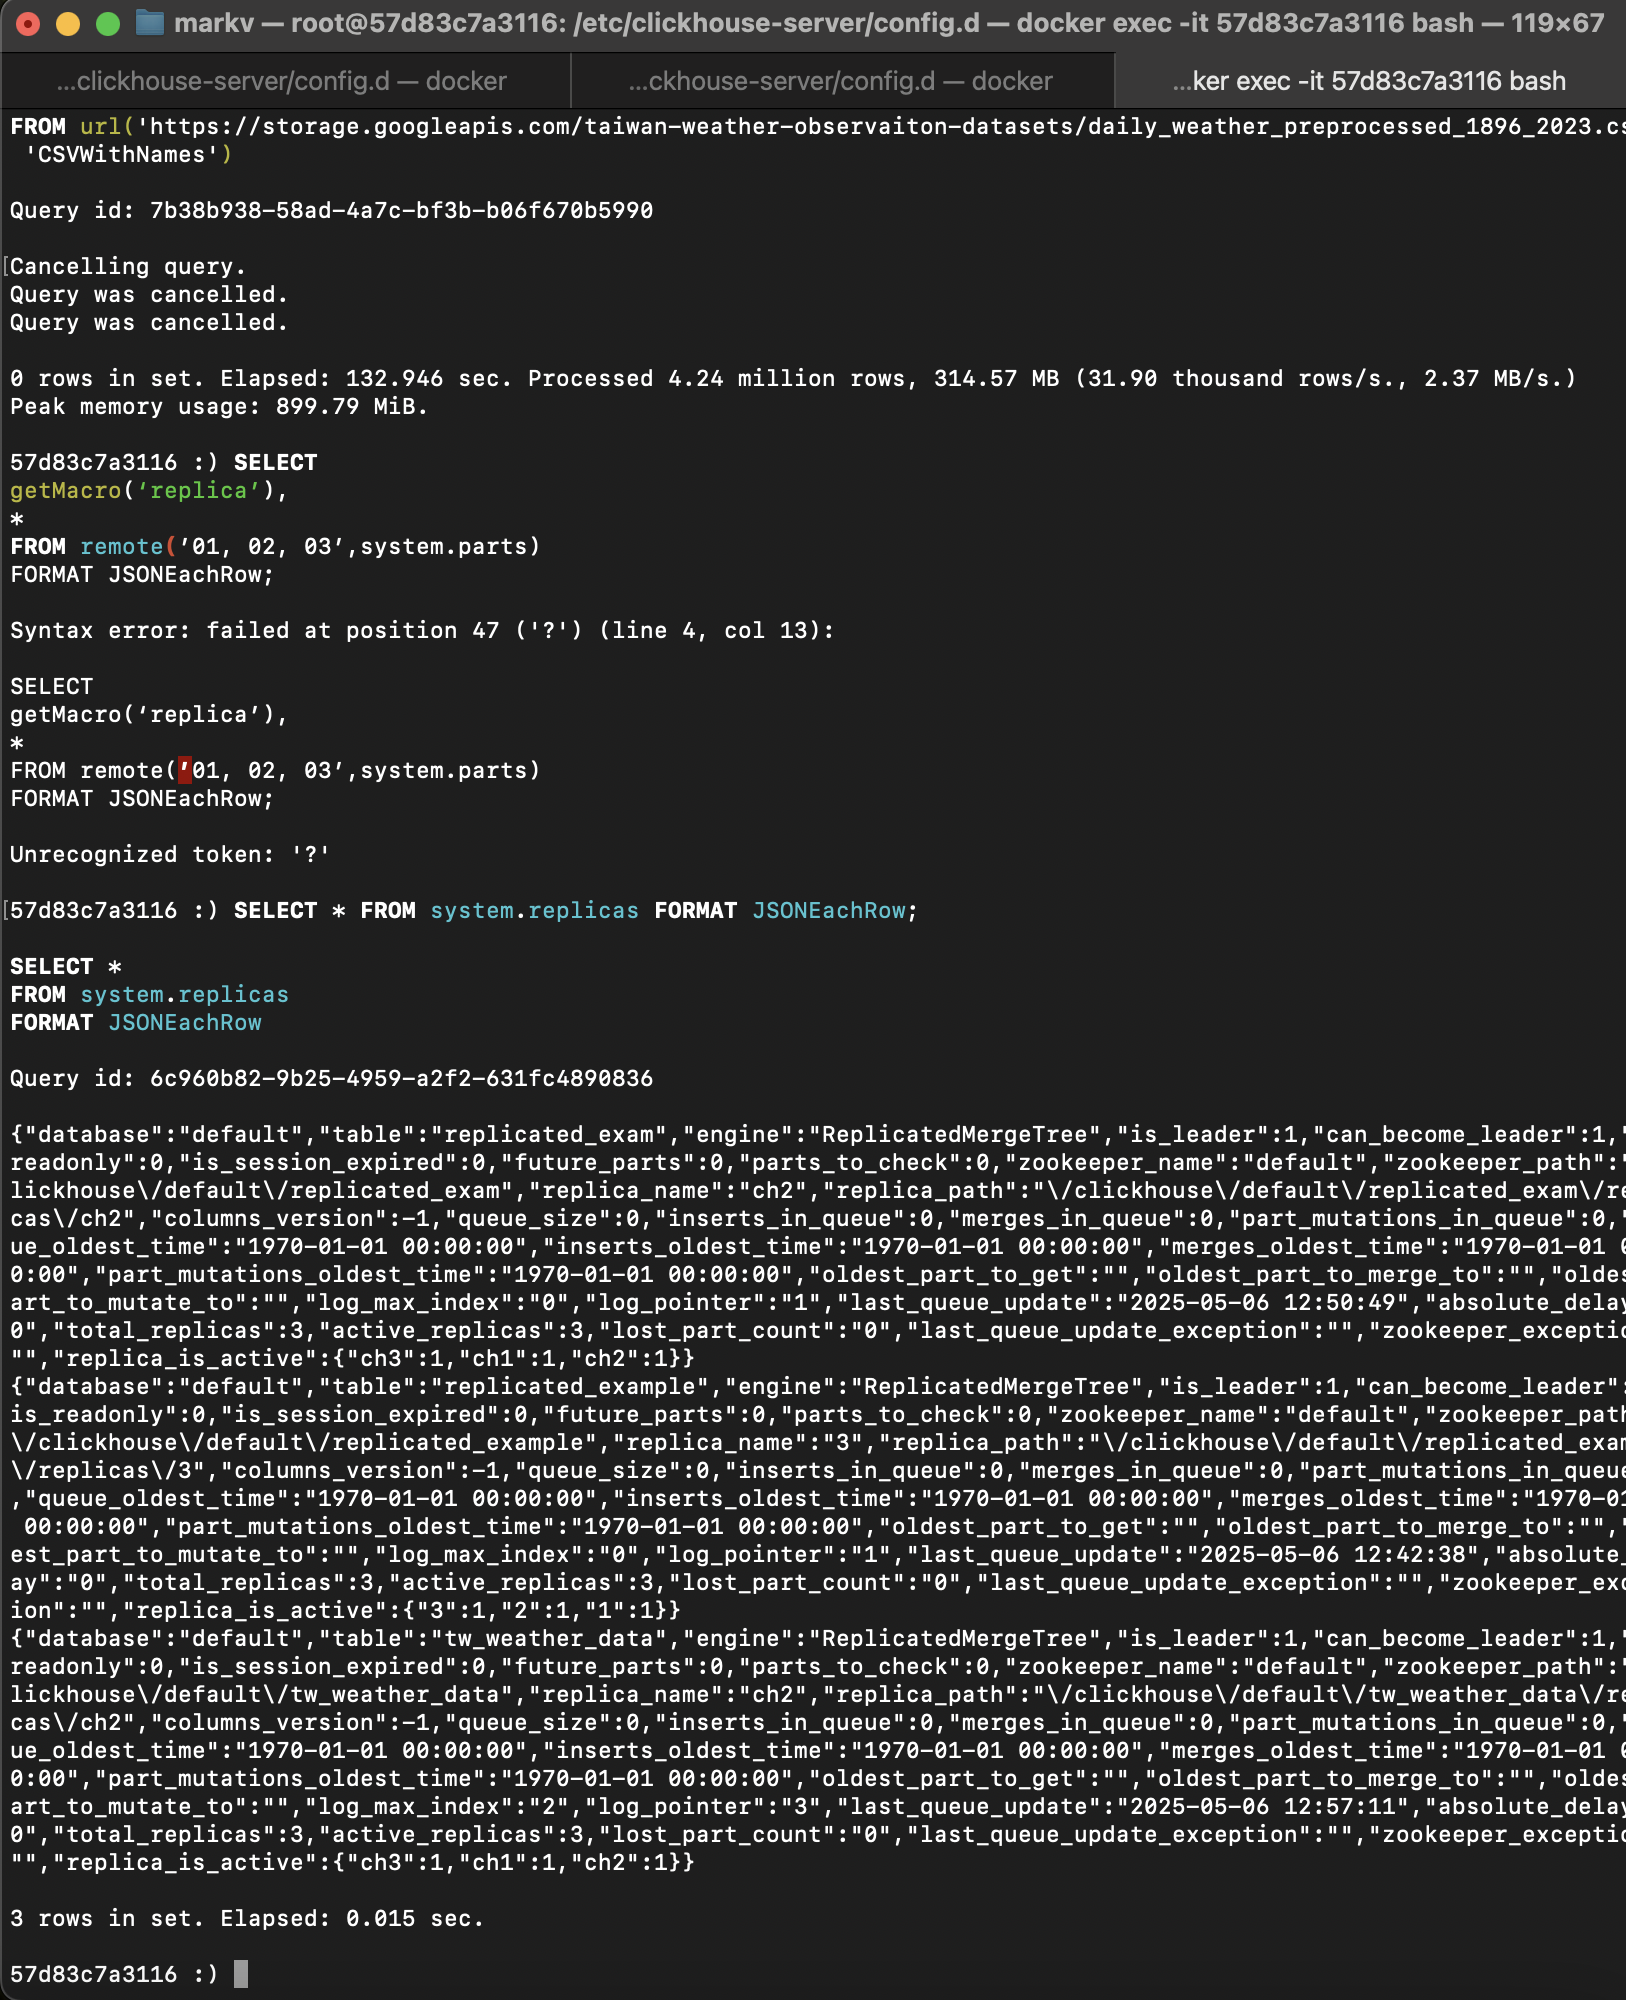 markv — root@57d83c7a3116: /etc/clickhouse-server/config.d — docker exec -it 57d83c7a3116 bash — 119×67
...clickhouse-server/config.d — docker
...ckhouse-server/config.d — docker
...ker exec -it 57d83c7a3116 bash
FROM url('https://storage.googleapis.com/taiwan-weather-observaiton-datasets/daily_weather_preprocessed_1896_2023.cs
 'CSVWithNames')
Query id: 7b38b938-58ad-4a7c-bf3b-b06f670b5990
[Cancelling query.
Query was cancelled.
Query was cancelled.
0 rows in set. Elapsed: 132.946 sec. Processed 4.24 million rows, 314.57 MB (31.90 thousand rows/s., 2.37 MB/s.)
Peak memory usage: 899.79 MiB.
57d83c7a3116 :) SELECT
getMacro(‘replica’),
*
FROM remote(’01, 02, 03’,system.parts)
FORMAT JSONEachRow;
Syntax error: failed at position 47 ('?') (line 4, col 13):
SELECT
getMacro(‘replica’),
*
FROM remote(’01, 02, 03’,system.parts)
FORMAT JSONEachRow;
Unrecognized token: '?'
[57d83c7a3116 :) SELECT * FROM system.replicas FORMAT JSONEachRow;
SELECT *
FROM system.replicas
FORMAT JSONEachRow
Query id: 6c960b82-9b25-4959-a2f2-631fc4890836
{"database":"default","table":"replicated_exam","engine":"ReplicatedMergeTree","is_leader":1,"can_become_leader":1,"
readonly":0,"is_session_expired":0,"future_parts":0,"parts_to_check":0,"zookeeper_name":"default","zookeeper_path":"
lickhouse\/default\/replicated_exam","replica_name":"ch2","replica_path":"\/clickhouse\/default\/replicated_exam\/re
cas\/ch2","columns_version":-1,"queue_size":0,"inserts_in_queue":0,"merges_in_queue":0,"part_mutations_in_queue":0,"
ue_oldest_time":"1970-01-01 00:00:00","inserts_oldest_time":"1970-01-01 00:00:00","merges_oldest_time":"1970-01-01 0
0:00","part_mutations_oldest_time":"1970-01-01 00:00:00","oldest_part_to_get":"","oldest_part_to_merge_to":"","oldes
art_to_mutate_to":"","log_max_index":"0","log_pointer":"1","last_queue_update":"2025-05-06 12:50:49","absolute_delay
0","total_replicas":3,"active_replicas":3,"lost_part_count":"0","last_queue_update_exception":"","zookeeper_exceptio
"","replica_is_active":{"ch3":1,"ch1":1,"ch2":1}}
{"database":"default","table":"replicated_example","engine":"ReplicatedMergeTree","is_leader":1,"can_become_leader":
is_readonly":0,"is_session_expired":0,"future_parts":0,"parts_to_check":0,"zookeeper_name":"default","zookeeper_path
\/clickhouse\/default\/replicated_example","replica_name":"3","replica_path":"\/clickhouse\/default\/replicated_exam
\/replicas\/3","columns_version":-1,"queue_size":0,"inserts_in_queue":0,"merges_in_queue":0,"part_mutations_in_queue
,"queue_oldest_time":"1970-01-01 00:00:00","inserts_oldest_time":"1970-01-01 00:00:00","merges_oldest_time":"1970-01
 00:00:00","part_mutations_oldest_time":"1970-01-01 00:00:00","oldest_part_to_get":"","oldest_part_to_merge_to":"","
est_part_to_mutate_to":"","log_max_index":"0","log_pointer":"1","last_queue_update":"2025-05-06 12:42:38","absolute_
ay":"0","total_replicas":3,"active_replicas":3,"lost_part_count":"0","last_queue_update_exception":"","zookeeper_exc
ion":"","replica_is_active":{"3":1,"2":1,"1":1}}
{"database":"default","table":"tw_weather_data","engine":"ReplicatedMergeTree","is_leader":1,"can_become_leader":1,"
readonly":0,"is_session_expired":0,"future_parts":0,"parts_to_check":0,"zookeeper_name":"default","zookeeper_path":"
lickhouse\/default\/tw_weather_data","replica_name":"ch2","replica_path":"\/clickhouse\/default\/tw_weather_data\/re
cas\/ch2","columns_version":-1,"queue_size":0,"inserts_in_queue":0,"merges_in_queue":0,"part_mutations_in_queue":0,"
ue_oldest_time":"1970-01-01 00:00:00","inserts_oldest_time":"1970-01-01 00:00:00","merges_oldest_time":"1970-01-01 0
0:00","part_mutations_oldest_time":"1970-01-01 00:00:00","oldest_part_to_get":"","oldest_part_to_merge_to":"","oldes
art_to_mutate_to":"","log_max_index":"2","log_pointer":"3","last_queue_update":"2025-05-06 12:57:11","absolute_delay
0","total_replicas":3,"active_replicas":3,"lost_part_count":"0","last_queue_update_exception":"","zookeeper_exceptio
"","replica_is_active":{"ch3":1,"ch1":1,"ch2":1}}
3 rows in set. Elapsed: 0.015 sec.
57d83c7a3116 :)